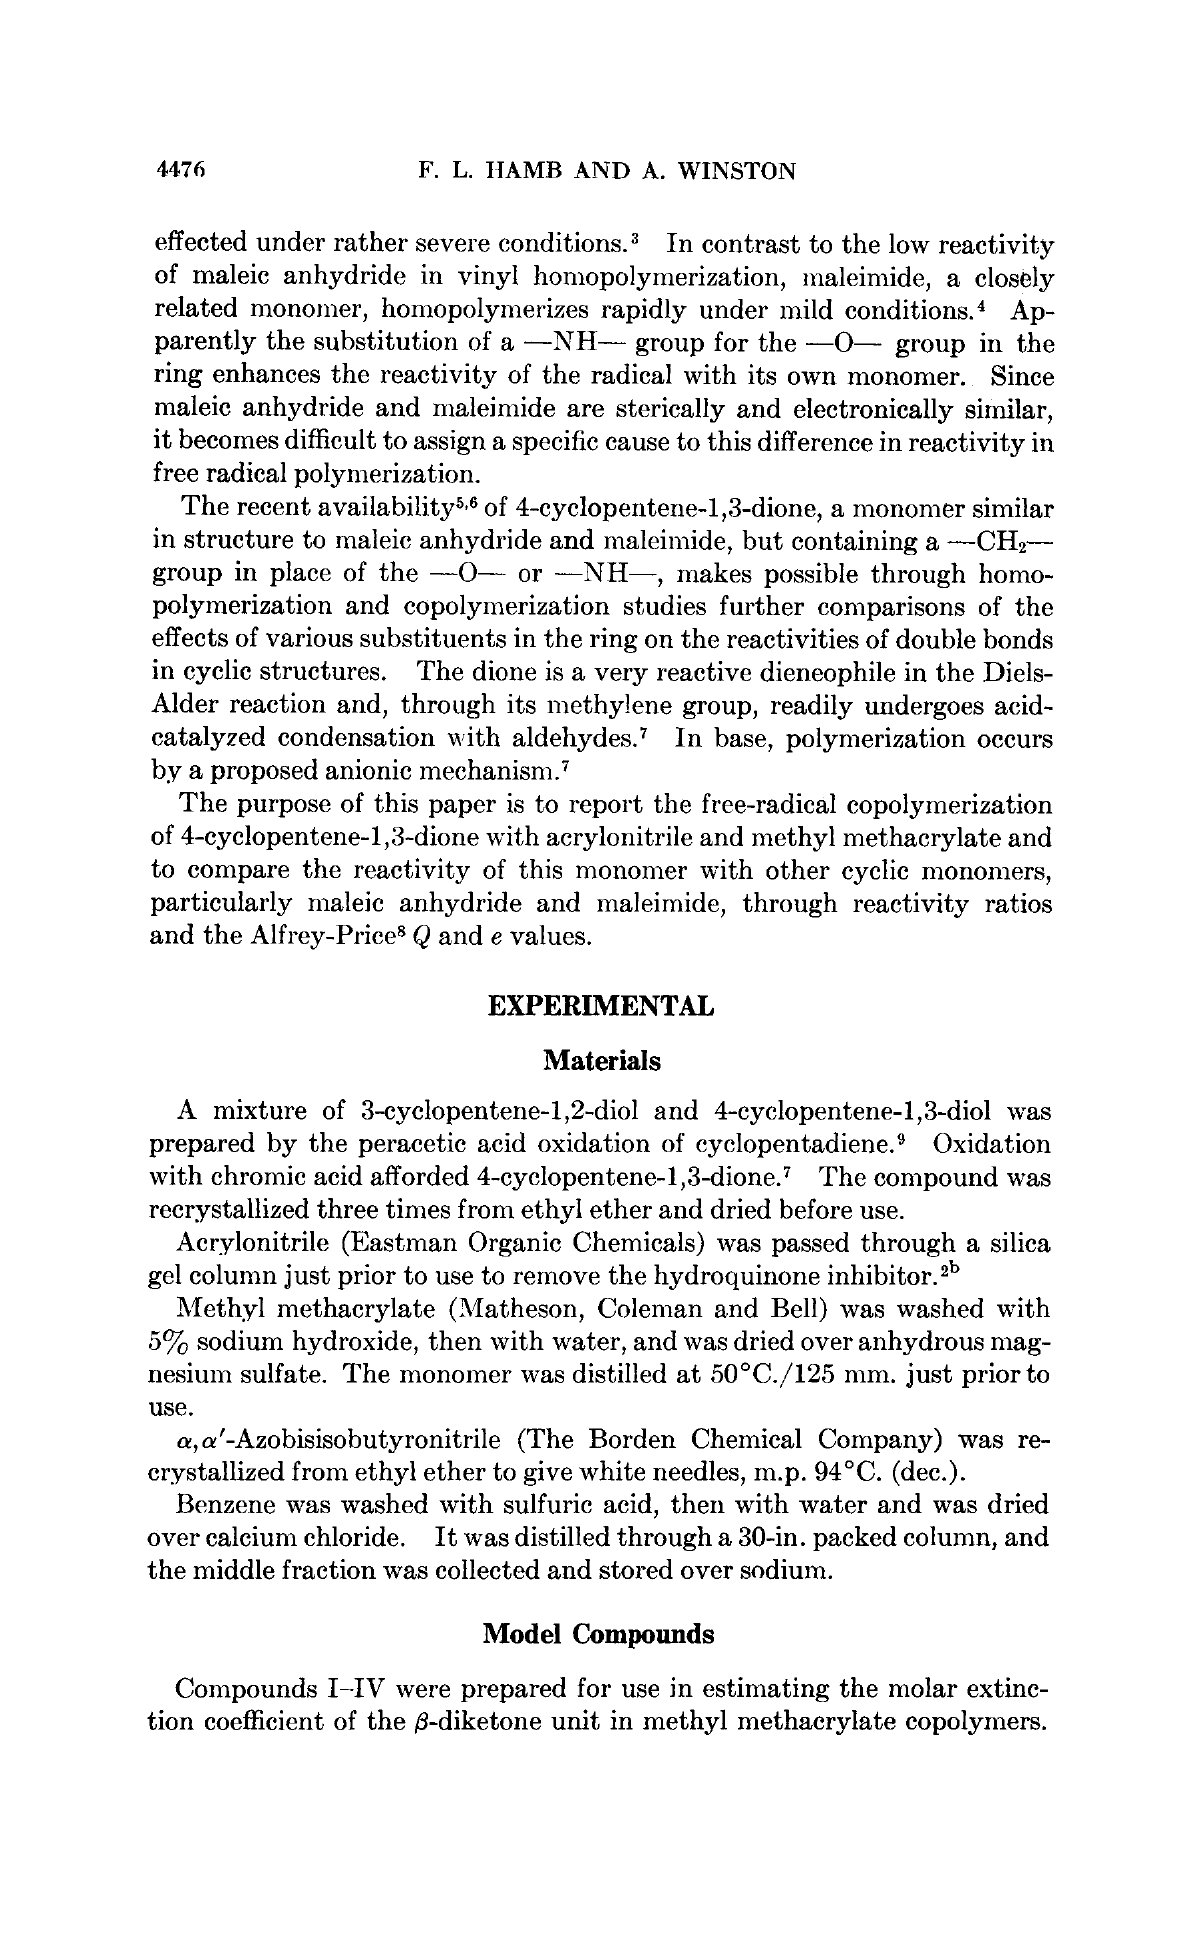 4476 F. L. HAMB AND A. WINSTON
effected under rather severe conditions.³ In contrast to the low reactivity
of maleic anhydride in vinyl homopolymerization, maleimide, a closely
related monomer, homopolymerizes rapidly under mild conditions.⁴ Ap-
parently the substitution of a —NH— group for the —O— group in the
ring enhances the reactivity of the radical with its own monomer. Since
maleic anhydride and maleimide are sterically and electronically similar,
it becomes difficult to assign a specific cause to this difference in reactivity in
free radical polymerization.
The recent availability⁵,⁶ of 4-cyclopentene-1,3-dione, a monomer similar
in structure to maleic anhydride and maleimide, but containing a —CH₂—
group in place of the —O— or —NH—, makes possible through homo-
polymerization and copolymerization studies further comparisons of the
effects of various substituents in the ring on the reactivities of double bonds
in cyclic structures. The dione is a very reactive dieneophile in the Diels-
Alder reaction and, through its methylene group, readily undergoes acid-
catalyzed condensation with aldehydes.⁷ In base, polymerization occurs
by a proposed anionic mechanism.⁷
The purpose of this paper is to report the free-radical copolymerization
of 4-cyclopentene-1,3-dione with acrylonitrile and methyl methacrylate and
to compare the reactivity of this monomer with other cyclic monomers,
particularly maleic anhydride and maleimide, through reactivity ratios
and the Alfrey-Price⁸ Q and e values.
EXPERIMENTAL
Materials
A mixture of 3-cyclopentene-1,2-diol and 4-cyclopentene-1,3-diol was
prepared by the peracetic acid oxidation of cyclopentadiene.⁹ Oxidation
with chromic acid afforded 4-cyclopentene-1,3-dione.⁷ The compound was
recrystallized three times from ethyl ether and dried before use.
Acrylonitrile (Eastman Organic Chemicals) was passed through a silica
gel column just prior to use to remove the hydroquinone inhibitor.²ᵇ
Methyl methacrylate (Matheson, Coleman and Bell) was washed with
5% sodium hydroxide, then with water, and was dried over anhydrous mag-
nesium sulfate. The monomer was distilled at 50°C./125 mm. just prior to
use.
α,α′-Azobisisobutyronitrile (The Borden Chemical Company) was re-
crystallized from ethyl ether to give white needles, m.p. 94°C. (dec.).
Benzene was washed with sulfuric acid, then with water and was dried
over calcium chloride. It was distilled through a 30-in. packed column, and
the middle fraction was collected and stored over sodium.
Model Compounds
Compounds I–IV were prepared for use in estimating the molar extinc-
tion coefficient of the β-diketone unit in methyl methacrylate copolymers.